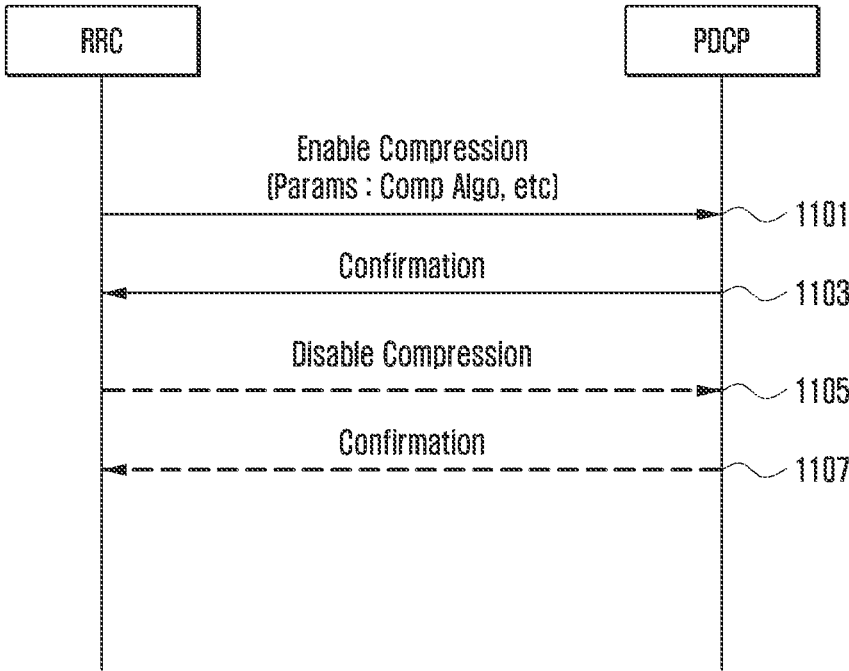 RRC
PDCP
Enable Compression
(Params : Comp Algo, etc)
1101
Confirmation
1103
Disable Compression
1105
Confirmation
1107